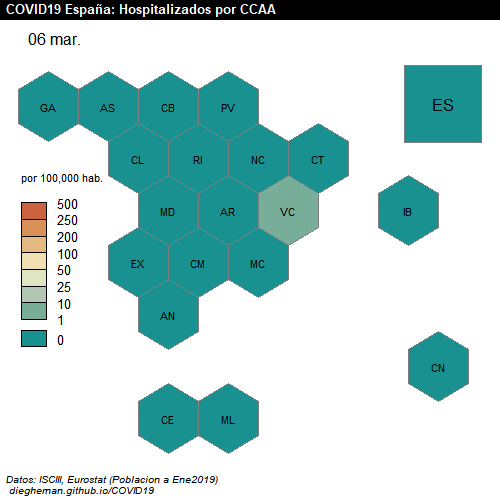 COVID19 España: Hospitalizados por CCAA
06 mar.
ES
GA AS CB PV
CL RI NC CT
por 100,000 hab.
MD AR VC IB
500
250
200
100
50
25
10
1
0
EX CM MC
AN
CN
CE ML
Datos: ISCIII, Eurostat (Poblacion a Ene2019)
diegheman.github.io/COVID19